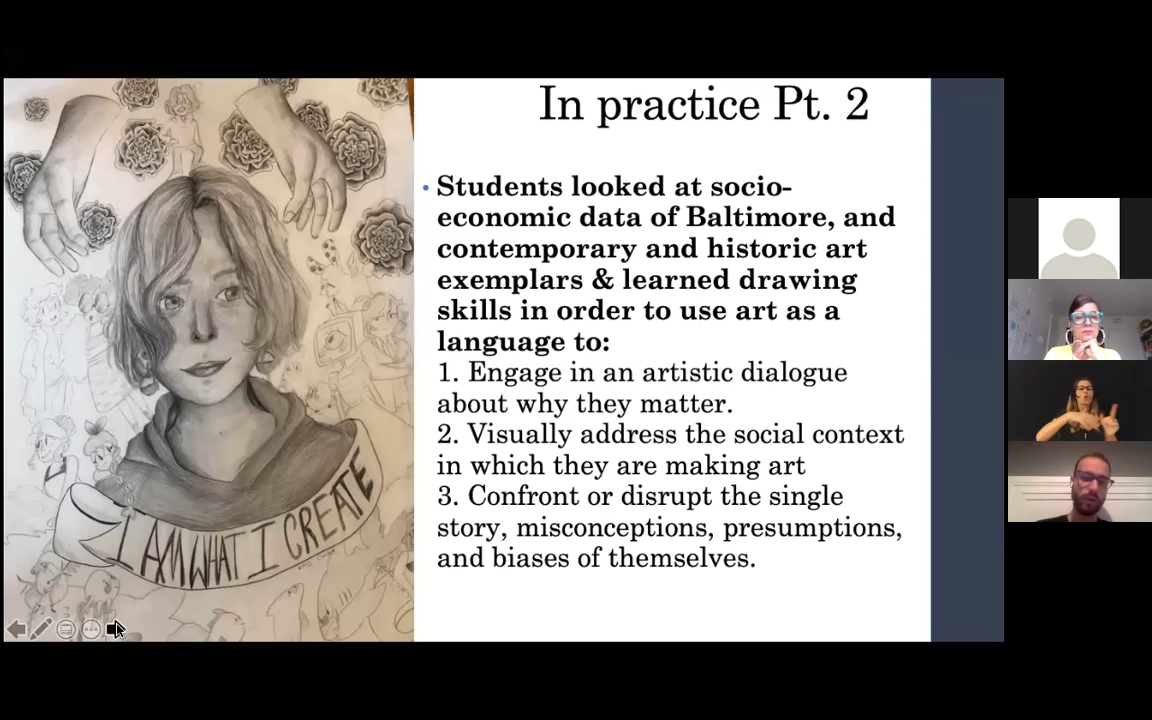 In practice Pt. 2
• Students looked at socio-
economic data of Baltimore, and
contemporary and historic art
exemplars & learned drawing
skills in order to use art as a
language to:
1. Engage in an artistic dialogue
about why they matter.
2. Visually address the social context
in which they are making art
3. Confront or disrupt the single
story, misconceptions, presumptions,
and biases of themselves.
I AM WHAT I CREATE